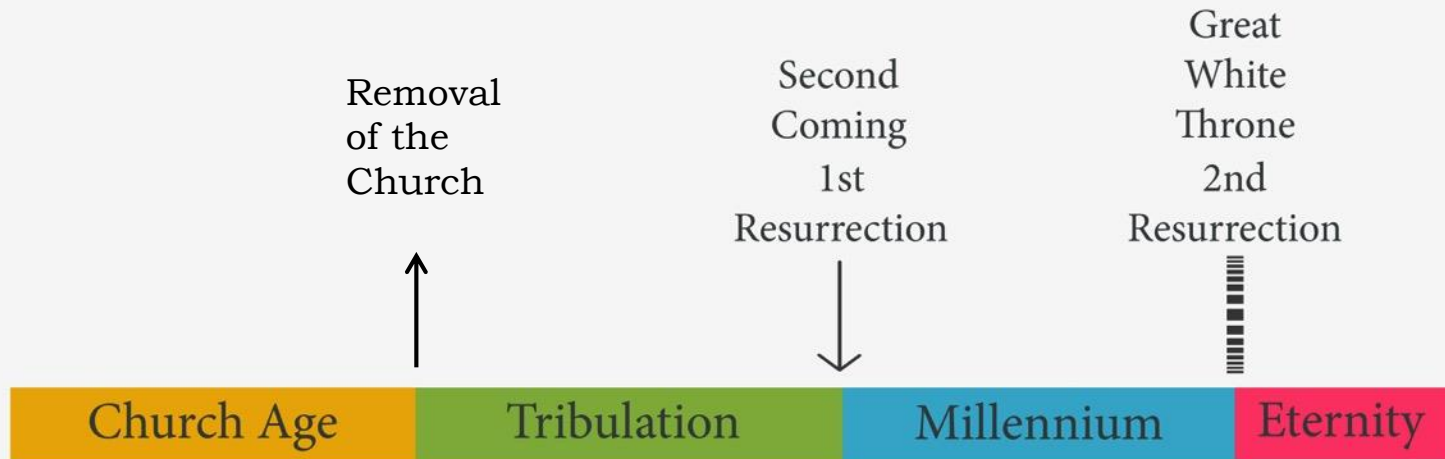 Removal
of the
Church
Second
Coming
1st
Resurrection
Great
White
Throne
2nd
Resurrection
Church Age
Tribulation
Millennium
Eternity